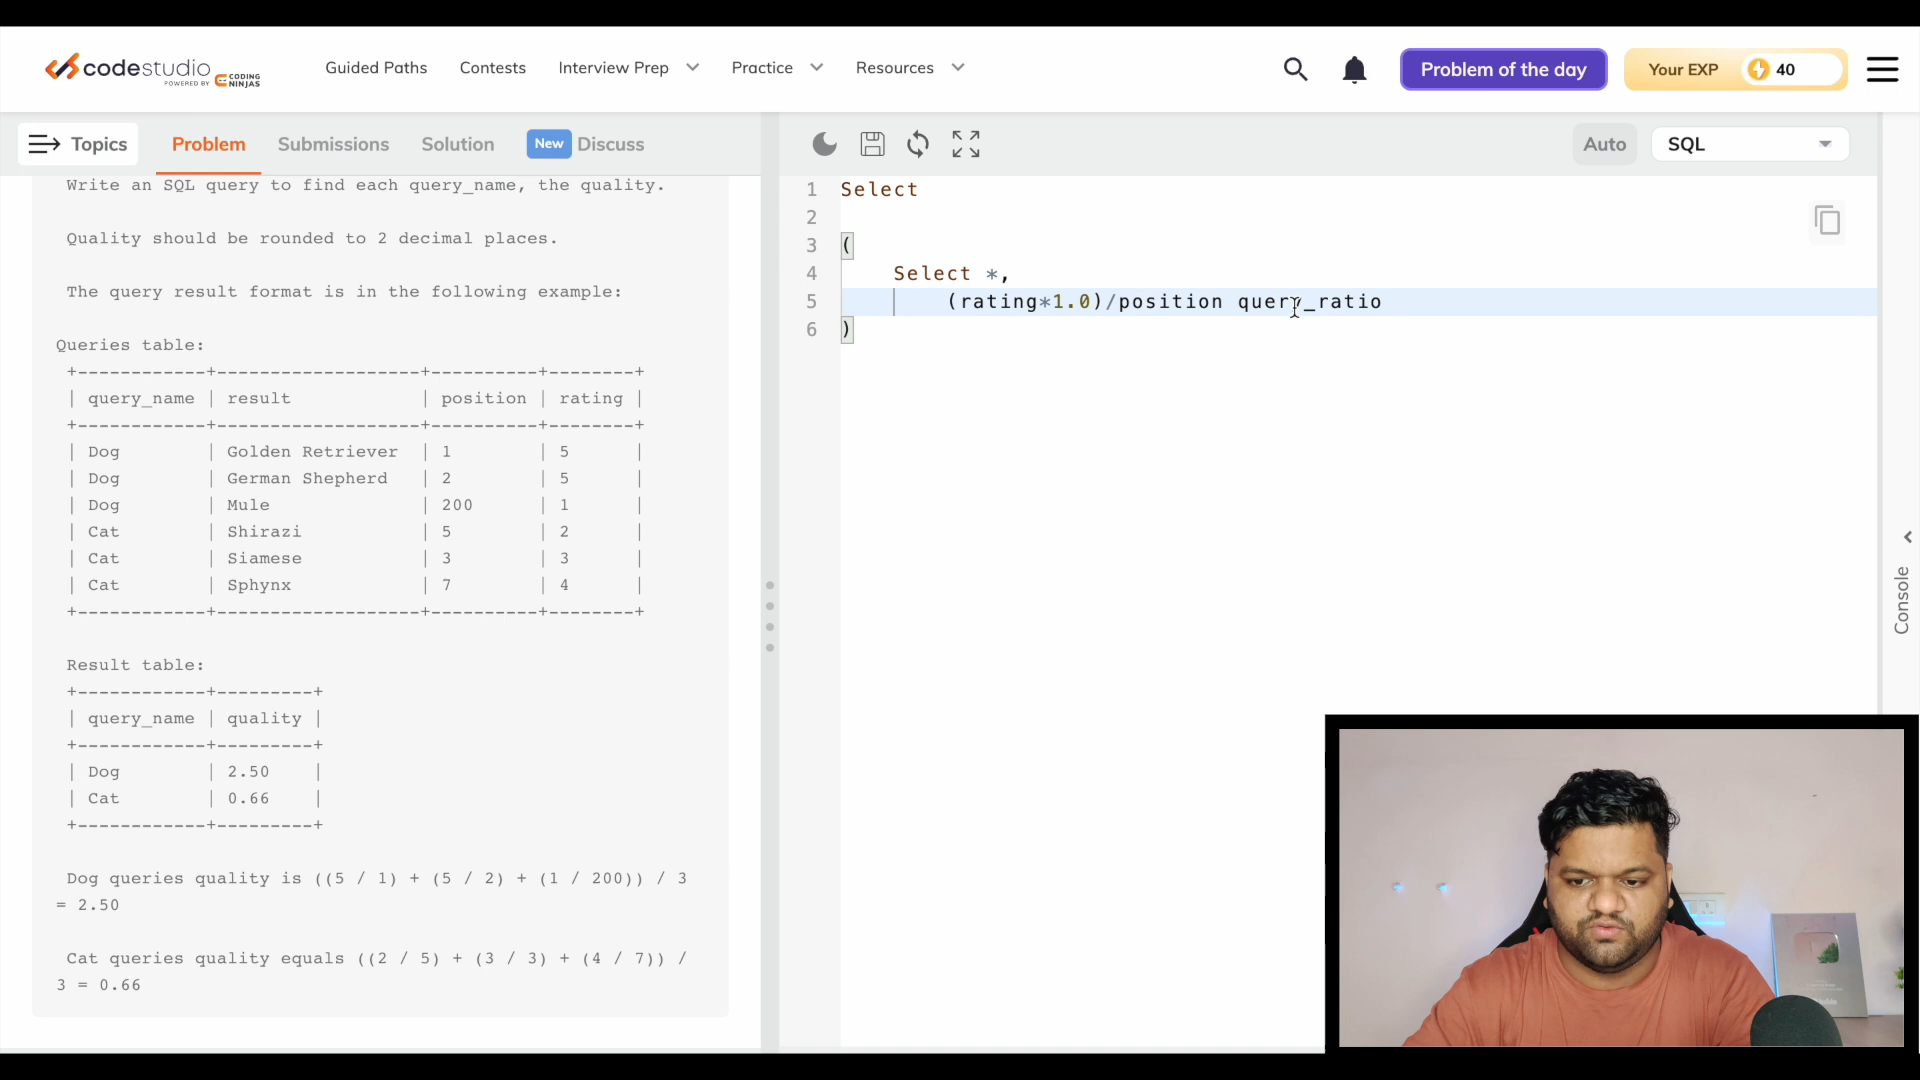 codestudio
POWERED BY CODING NINJAS
Guided Paths
Contests
Interview Prep
Practice
Resources
Problem of the day
Your EXP
40
Topics
Problem
Submissions
Solution
New
Discuss
Auto
SQL
Write an SQL query to find each query_name, the quality.
Quality should be rounded to 2 decimal places.
The query result format is in the following example:
Queries table:
+------------+-------------------+----------+--------+
| query_name | result | position | rating |
+------------+-------------------+----------+--------+
| Dog | Golden Retriever | 1 | 5 |
| Dog | German Shepherd | 2 | 5 |
| Dog | Mule | 200 | 1 |
| Cat | Shirazi | 5 | 2 |
| Cat | Siamese | 3 | 3 |
| Cat | Sphynx | 7 | 4 |
+------------+-------------------+----------+--------+
Result table:
+------------+---------+
| query_name | quality |
+------------+---------+
| Dog | 2.50 |
| Cat | 0.66 |
+------------+---------+
Dog queries quality is ((5 / 1) + (5 / 2) + (1 / 200)) / 3
= 2.50
Cat queries quality equals ((2 / 5) + (3 / 3) + (4 / 7)) /
3 = 0.66
1 Select
2
3 (
4 Select *,
5 (rating*1.0)/position query_ratio
6 )
Console